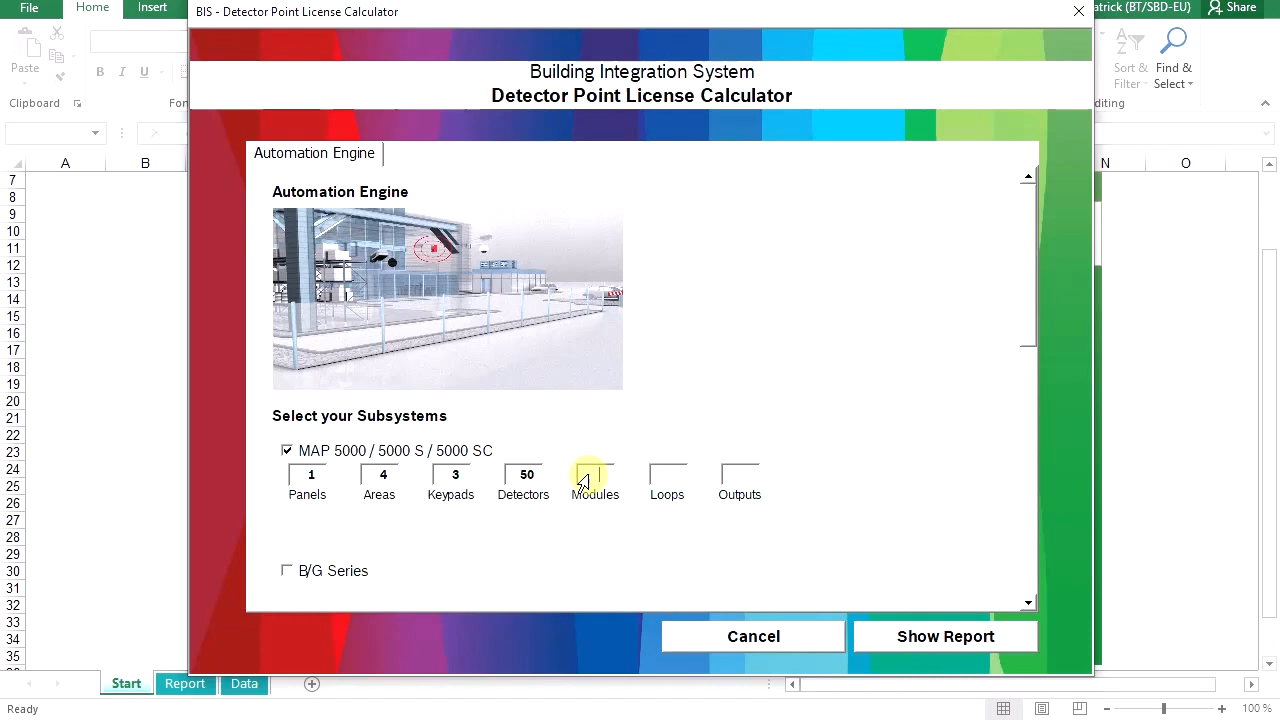 File Home Insert
BIS - Detector Point License Calculator
atrick (BT/SBD-EU) Share
Paste
B I U
Sort & Filter
Find & Select
Clipboard
Fon
diting
Building Integration System
Detector Point License Calculator
A B N O
7
8
9
10
11
12
13
14
15
16
17
18
19
20
21
22
23
24
25
26
27
28
29
30
31
32
33
34
35
Automation Engine
Automation Engine
Select your Subsystems
MAP 5000 / 5000 S / 5000 SC
1 4 3 50
Panels Areas Keypads Detectors Modules Loops Outputs
B/G Series
Cancel Show Report
Start Report Data
Ready
100 %